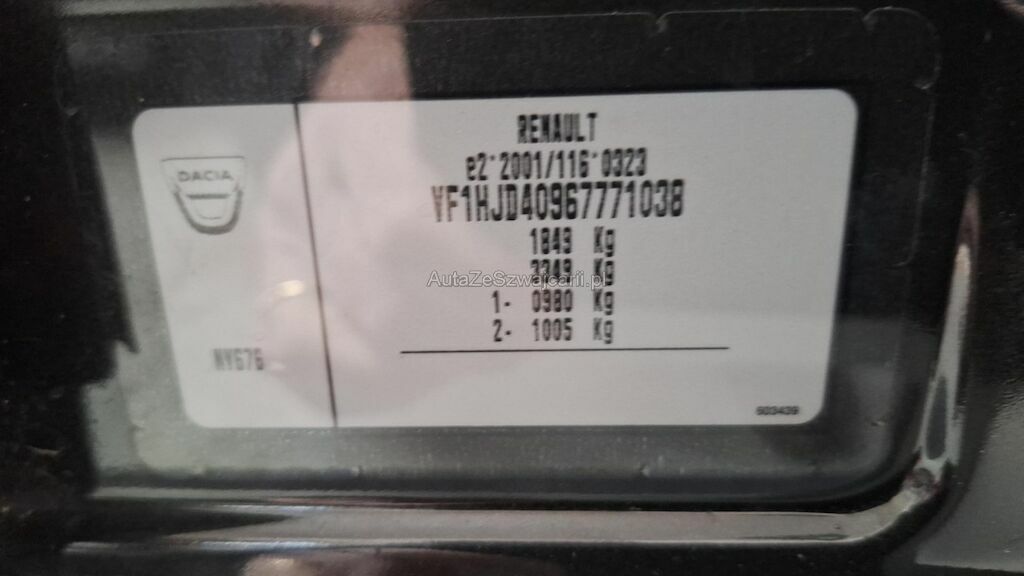 RENAULT
e2*2001/116*0323
DACIA
VF1HJD40967771038
1849 Kg
3349 Kg
AutaZeSzwajcarii.pl
1- 0980 Kg
2- 1005 Kg
NV676
603439